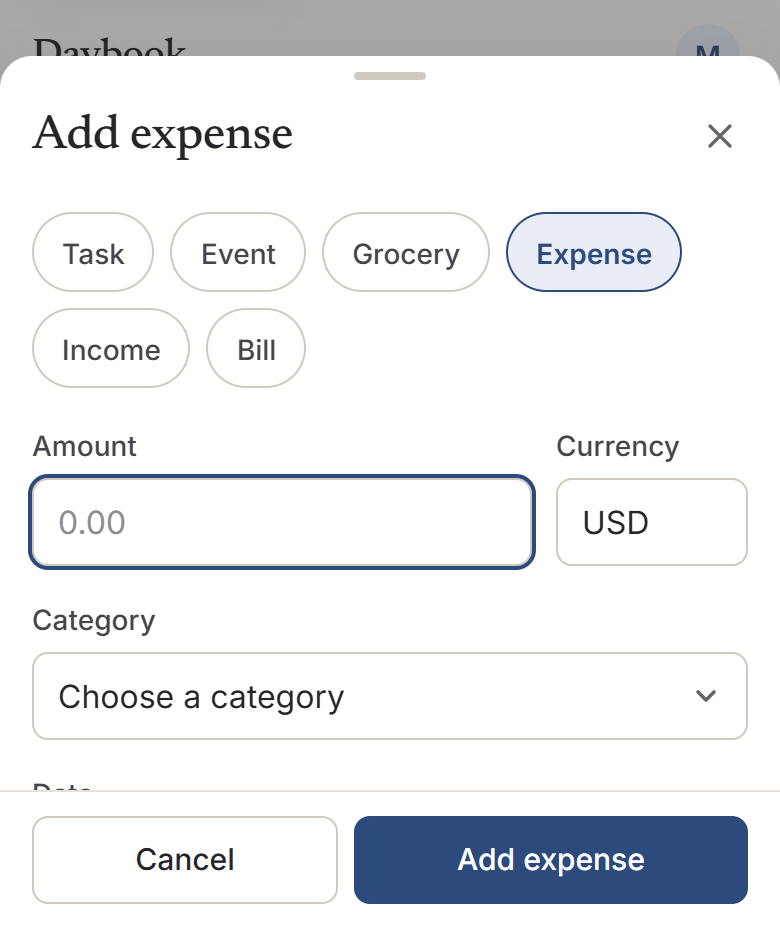 Daybook
M
Add expense
Task Event Grocery Expense
Income Bill
Amount Currency
0.00 USD
Category
Choose a category
Date
Cancel Add expense